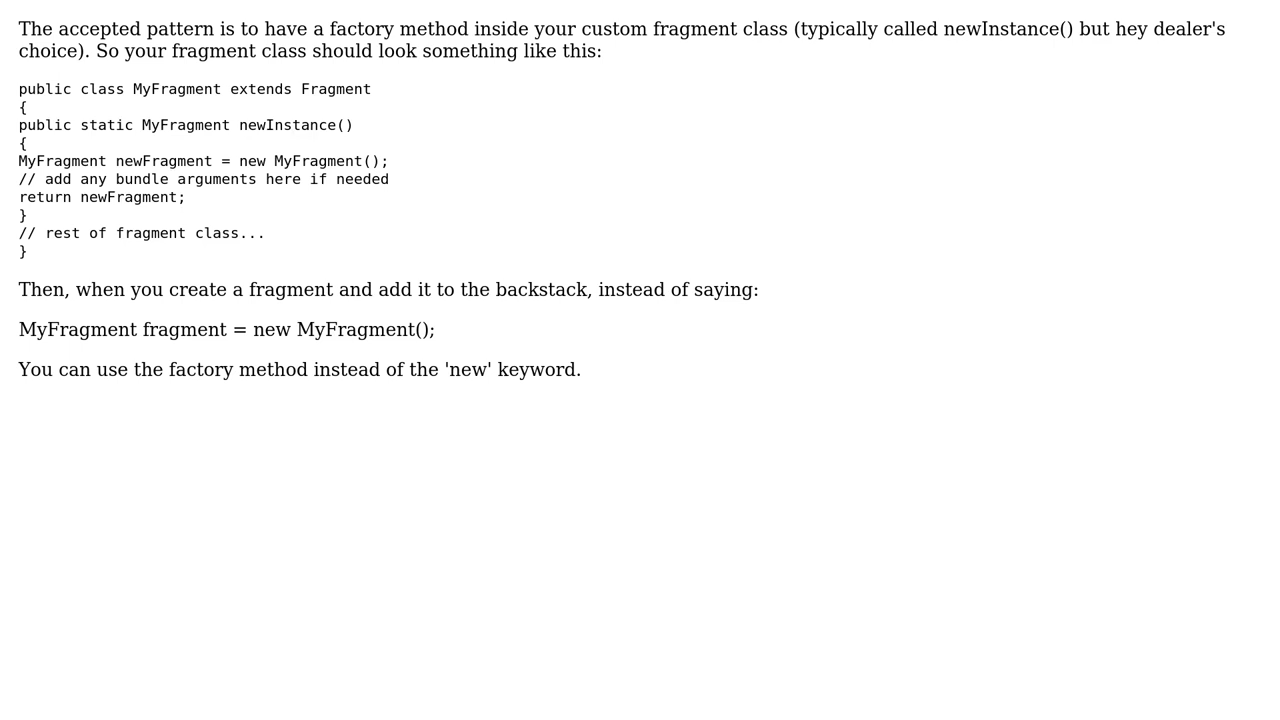 The accepted pattern is to have a factory method inside your custom fragment class (typically called newInstance() but hey dealer's
choice). So your fragment class should look something like this:
public class MyFragment extends Fragment
{
public static MyFragment newInstance()
{
MyFragment newFragment = new MyFragment();
// add any bundle arguments here if needed
return newFragment;
}
// rest of fragment class...
}
Then, when you create a fragment and add it to the backstack, instead of saying:
MyFragment fragment = new MyFragment();
You can use the factory method instead of the 'new' keyword.